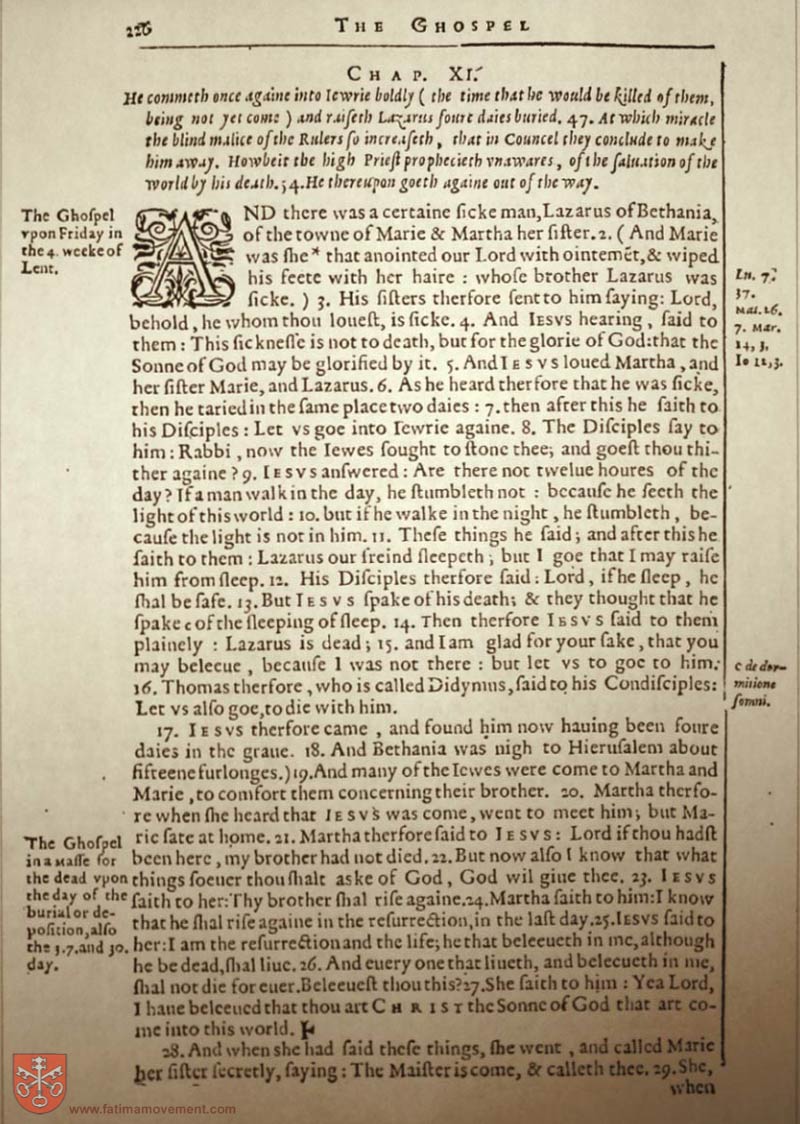 226
THE GHOSPEL
CHAP. XI.
He commeth once againe into Iewrie boldly ( the time that he would be killed of them,
being not yet come ) and raiſeth Lazarus foure daies buried. 47. At which miracle
the blind malice of the Rulers ſo increaſeth, that in Councel they conclude to make
him away. Howbeit the high Prieſt prophecieth vnawares, of the ſaluation of the
world by his death. 54. He thereupon goeth againe out of the way.
The Ghoſpel
vpon Friday in
the 4. weeke of
Lent.
AND there was a certaine ſicke man, Lazarus of Bethania,
of the towne of Marie & Martha her ſiſter. 2. ( And Marie
was ſhe * that anointed our Lord with ointemẽt, & wiped
his feete with her haire : whoſe brother Lazarus was
ſicke. ) 3. His ſiſters therfore ſent to him ſaying: Lord,
behold, he whom thou loueſt, is ſicke. 4. And IESVS hearing, ſaid to
them : This ſickneſſe is not to death, but for the glorie of God: that the
Sonne of God may be glorified by it. 5. And IESVS loued Martha, and
her ſiſter Marie, and Lazarus. 6. As he heard therfore that he was ſicke,
then he taried in the ſame place two daies : 7. then after this he ſaith to
his Diſciples : Let vs goe into Iewrie againe. 8. The Diſciples ſay to
him : Rabbi, now the Iewes ſought to ſtone thee; and goeſt thou thi-
ther againe ? 9. IESVS anſwered : Are there not twelue houres of the
day ? If a man walk in the day, he ſtumbleth not : becauſe he ſeeth the
light of this world : 10. but if he walke in the night, he ſtumbleth, be-
cauſe the light is not in him. 11. Theſe things he ſaid; and after this he
ſaith to them : Lazarus our freind ſleepeth; but I goe that I may raiſe
him from ſleep. 12. His Diſciples therfore ſaid : Lord, if he ſleep, he
ſhal be ſafe. 13. But IESVS ſpake of his death; & they thought that he
ſpake c of the ſleeping of ſleep. 14. Then therfore IESVS ſaid to them
plainely : Lazarus is dead; 15. and I am glad for your ſake, that you
may beleeue, becauſe I was not there : but let vs to goe to him.
16. Thomas therfore, who is called Didymus, ſaid to his Condiſciples:
Let vs alſo goe, to die with him.
Lu. 7.
37.
Mat. 26.
7. Mar.
14, 3.
Io 12,3.
c de dor-
mitione
ſomni.
17. IESVS therfore came, and found him now hauing been foure
daies in the graue. 18. And Bethania was nigh to Hieruſalem about
fifteene furlonges.) 19. And many of the Iewes were come to Martha and
Marie, to comfort them concerning their brother. 20. Martha therfo-
re when ſhe heard that IESVS was come, went to meet him; but Ma-
rie ſate at home. 21. Martha therfore ſaid to IESVS: Lord if thou hadſt
been here, my brother had not died. 22. But now alſo I know that what
things ſoeuer thou ſhalt aske of God, God wil giue thee. 23. IESVS
ſaith to her: Thy brother ſhal riſe againe. 24. Martha ſaith to him: I know
that he ſhal riſe againe in the reſurrection, in the laſt day. 25. IESVS ſaid to
her: I am the reſurrection and the life; he that beleeueth in me, although
he be dead, ſhal liue. 26. And euery one that liueth, and beleeueth in me,
ſhal not die for euer. Beleeueſt thou this? 27. She ſaith to him : Yea Lord,
I haue beleeued that thou art CHRIST the Sonne of God that art co-
me into this world.
The Ghoſpel
in a Maſſe for
the dead vpon
the day of the
burial or de-
poſition, alſo
the 3. 7. and 30.
day.
28. And when she had ſaid theſe things, ſhe went, and called Marie
her ſiſter ſecretly, ſaying : The Maiſter is come, & calleth thee. 29. She,
when
www.fatimamovement.com